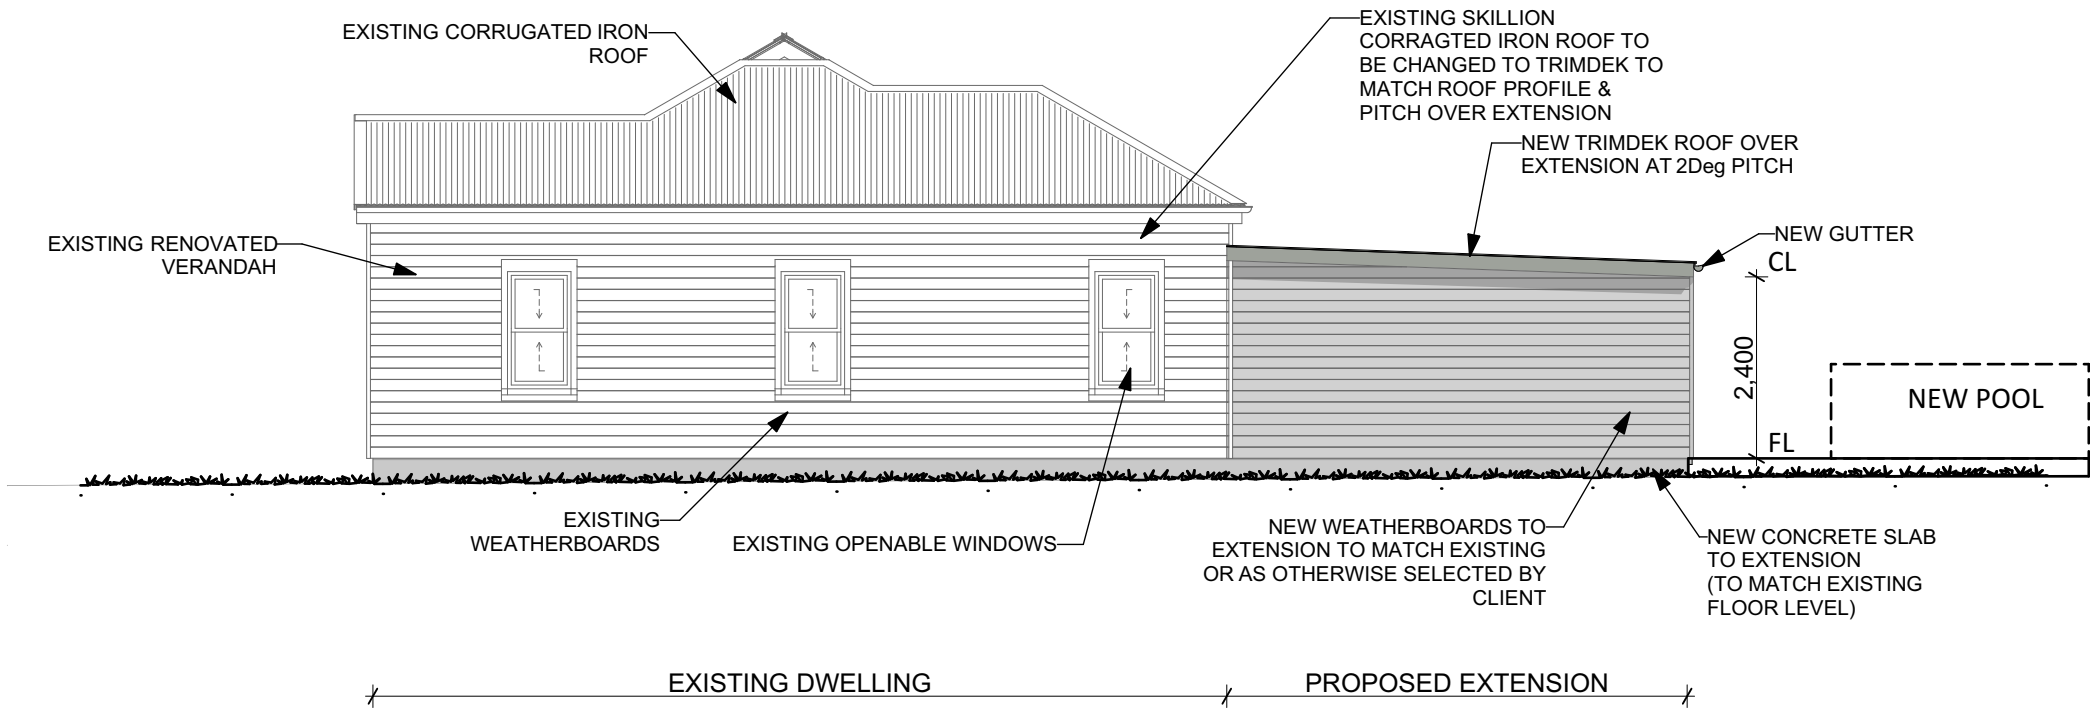 EXISTING CORRUGATED IRON
ROOF
EXISTING SKILLION
CORRAGTED IRON ROOF TO
BE CHANGED TO TRIMDEK TO
MATCH ROOF PROFILE &
PITCH OVER EXTENSION
NEW TRIMDEK ROOF OVER
EXTENSION AT 2Deg PITCH
EXISTING RENOVATED
VERANDAH
NEW GUTTER
CL
2,400
NEW POOL
FL
EXISTING
WEATHERBOARDS
EXISTING OPENABLE WINDOWS
NEW WEATHERBOARDS TO
EXTENSION TO MATCH EXISTING
OR AS OTHERWISE SELECTED BY
CLIENT
NEW CONCRETE SLAB
TO EXTENSION
(TO MATCH EXISTING
FLOOR LEVEL)
EXISTING DWELLING
PROPOSED EXTENSION